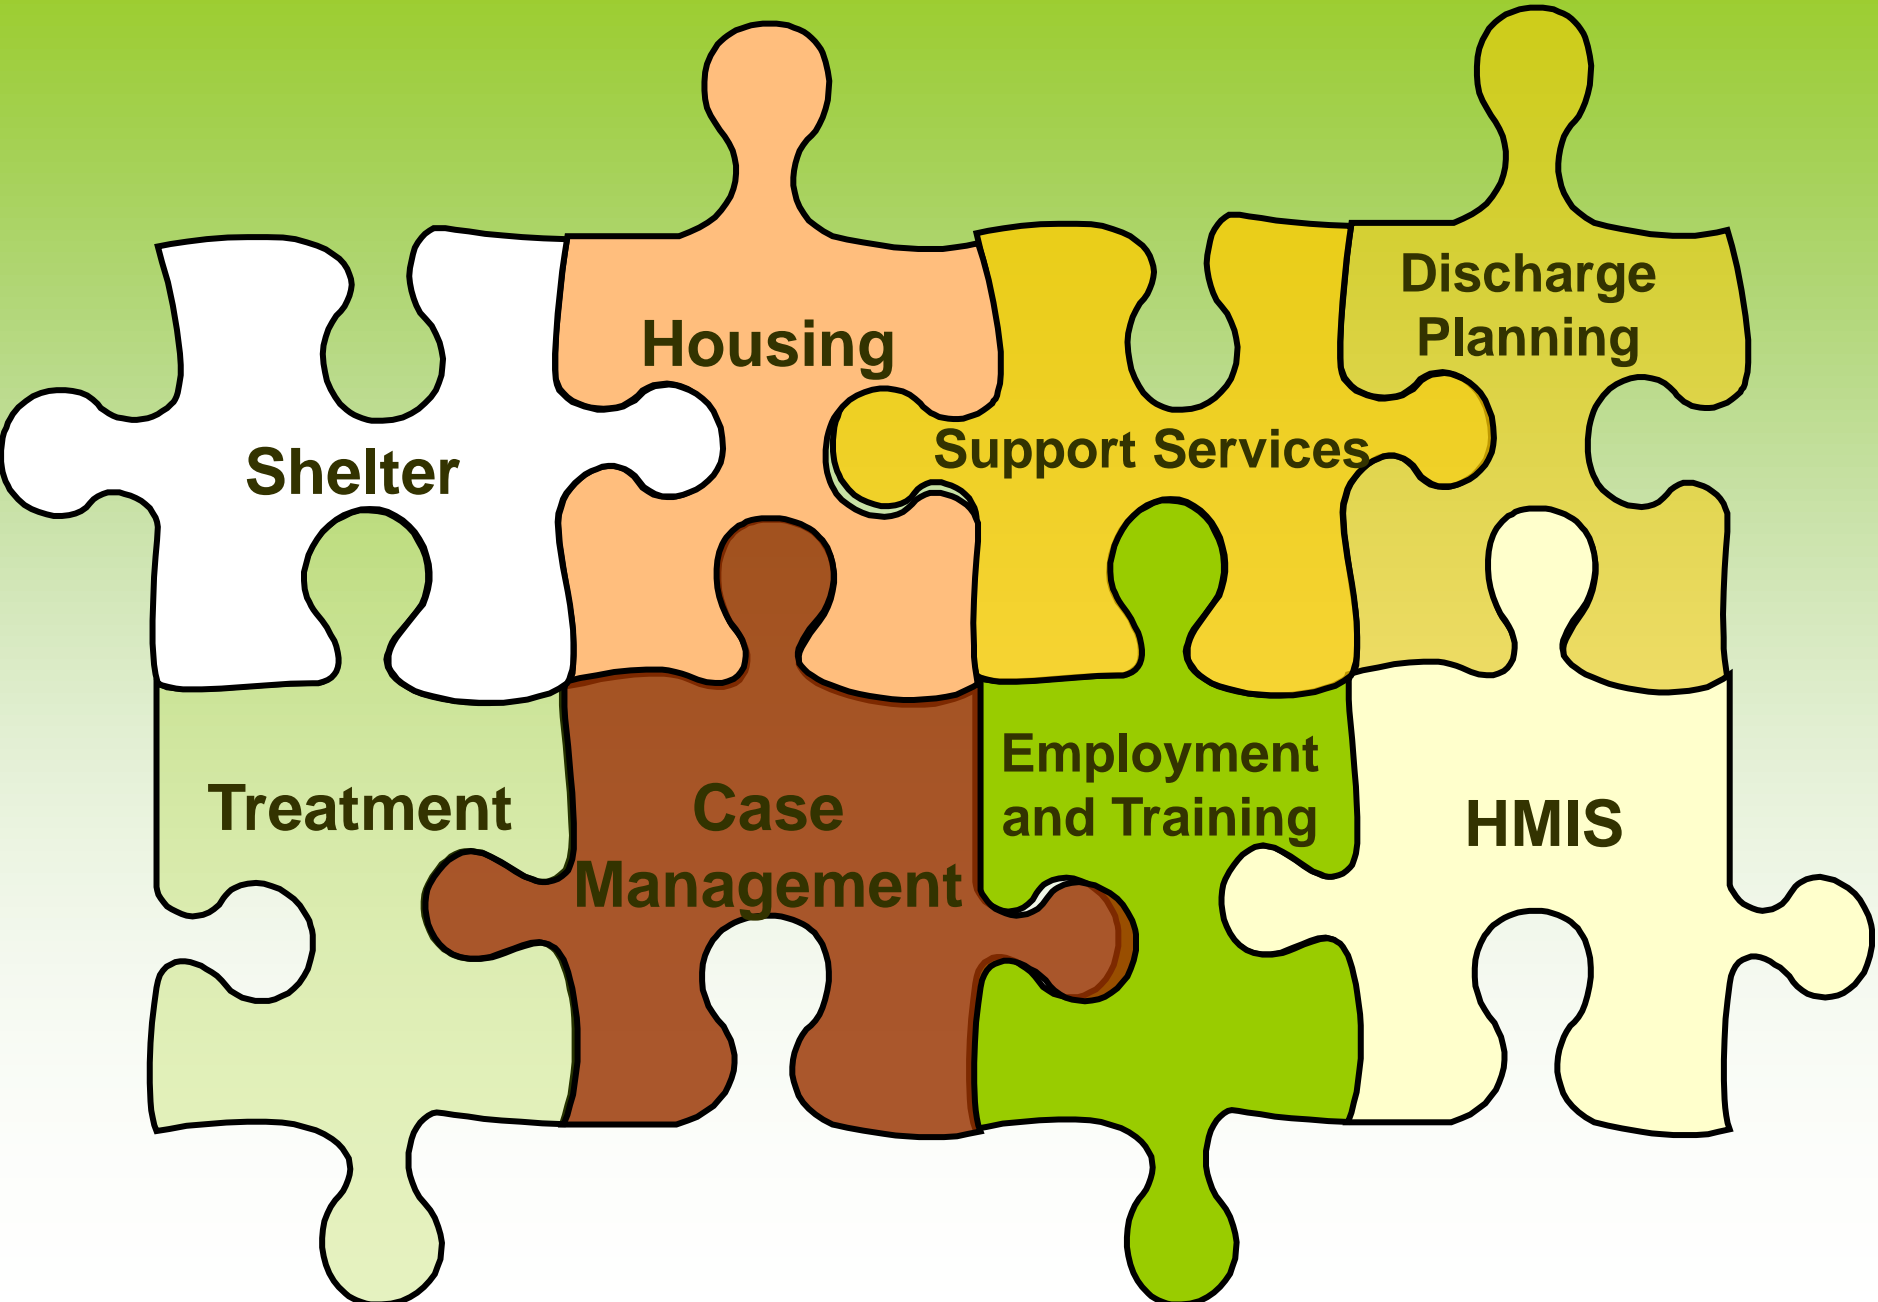 Shelter
Housing
Support Services
Discharge
Planning
Treatment
Case
Management
Employment
and Training
HMIS